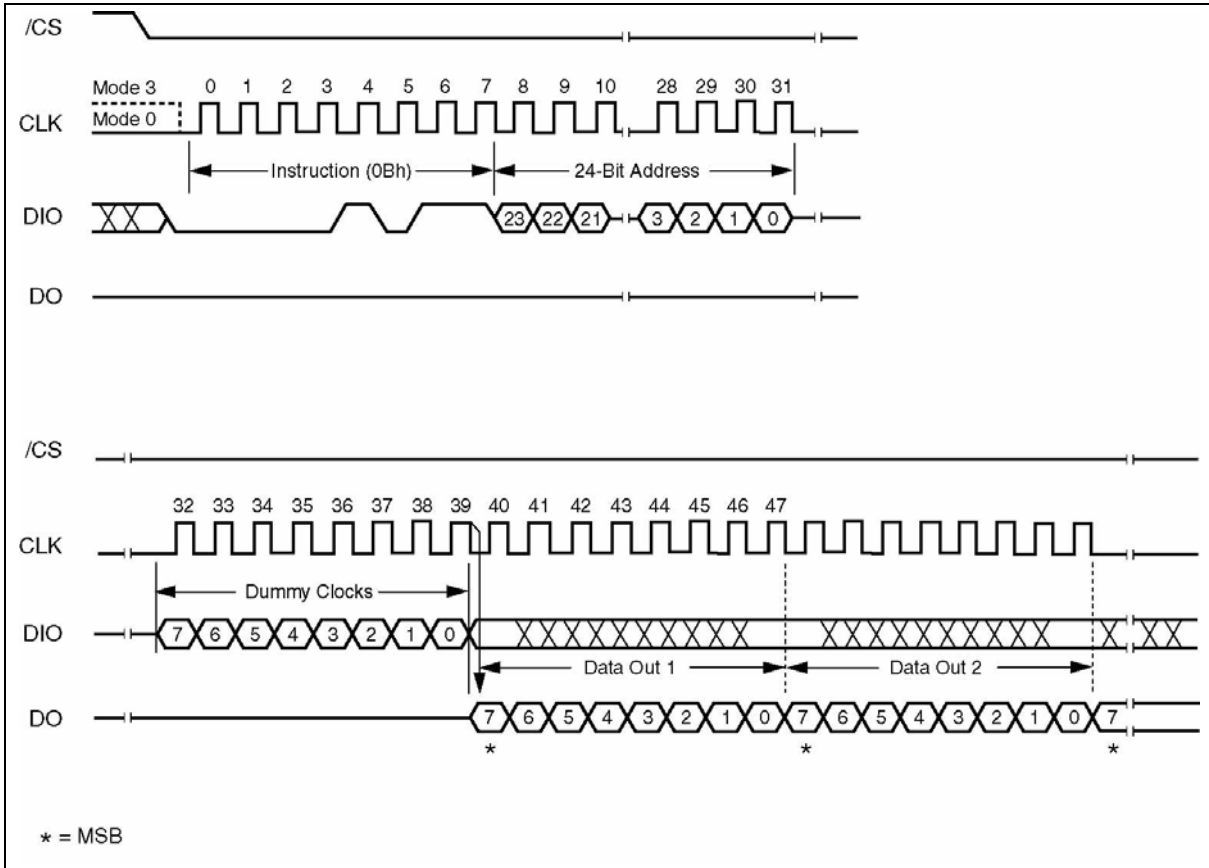 /CS
Mode 3 0 1 2 3 4 5 6 7 8 9 10 28 29 30 31
CLK Mode 0
Instruction (0Bh) 24-Bit Address
DIO 23 22 21 3 2 1 0
DO
/CS
32 33 34 35 36 37 38 39 40 41 42 43 44 45 46 47
CLK
Dummy Clocks
DIO 7 6 5 4 3 2 1 0
Data Out 1 Data Out 2
DO 7 6 5 4 3 2 1 0 7 6 5 4 3 2 1 0 7
* * *
* = MSB